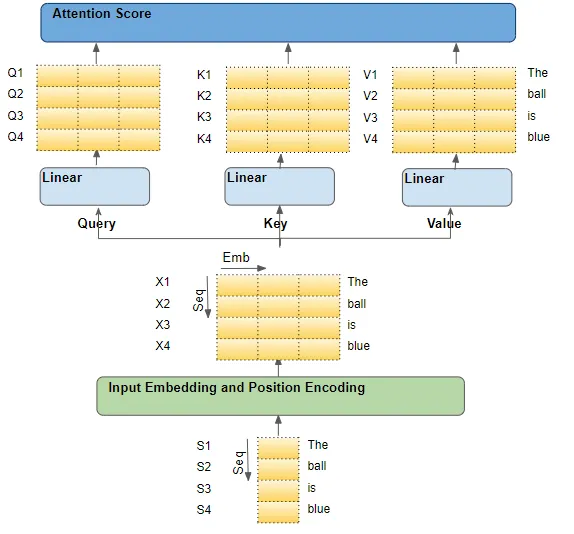 Attention Score
Q1 K1 V1 The
Q2 K2 V2 ball
Q3 K3 V3 is
Q4 K4 V4 blue
Linear Linear Linear
Query Key Value
Emb
Seq
X1 The
X2 ball
X3 is
X4 blue
Input Embedding and Position Encoding
Seq
S1 The
S2 ball
S3 is
S4 blue